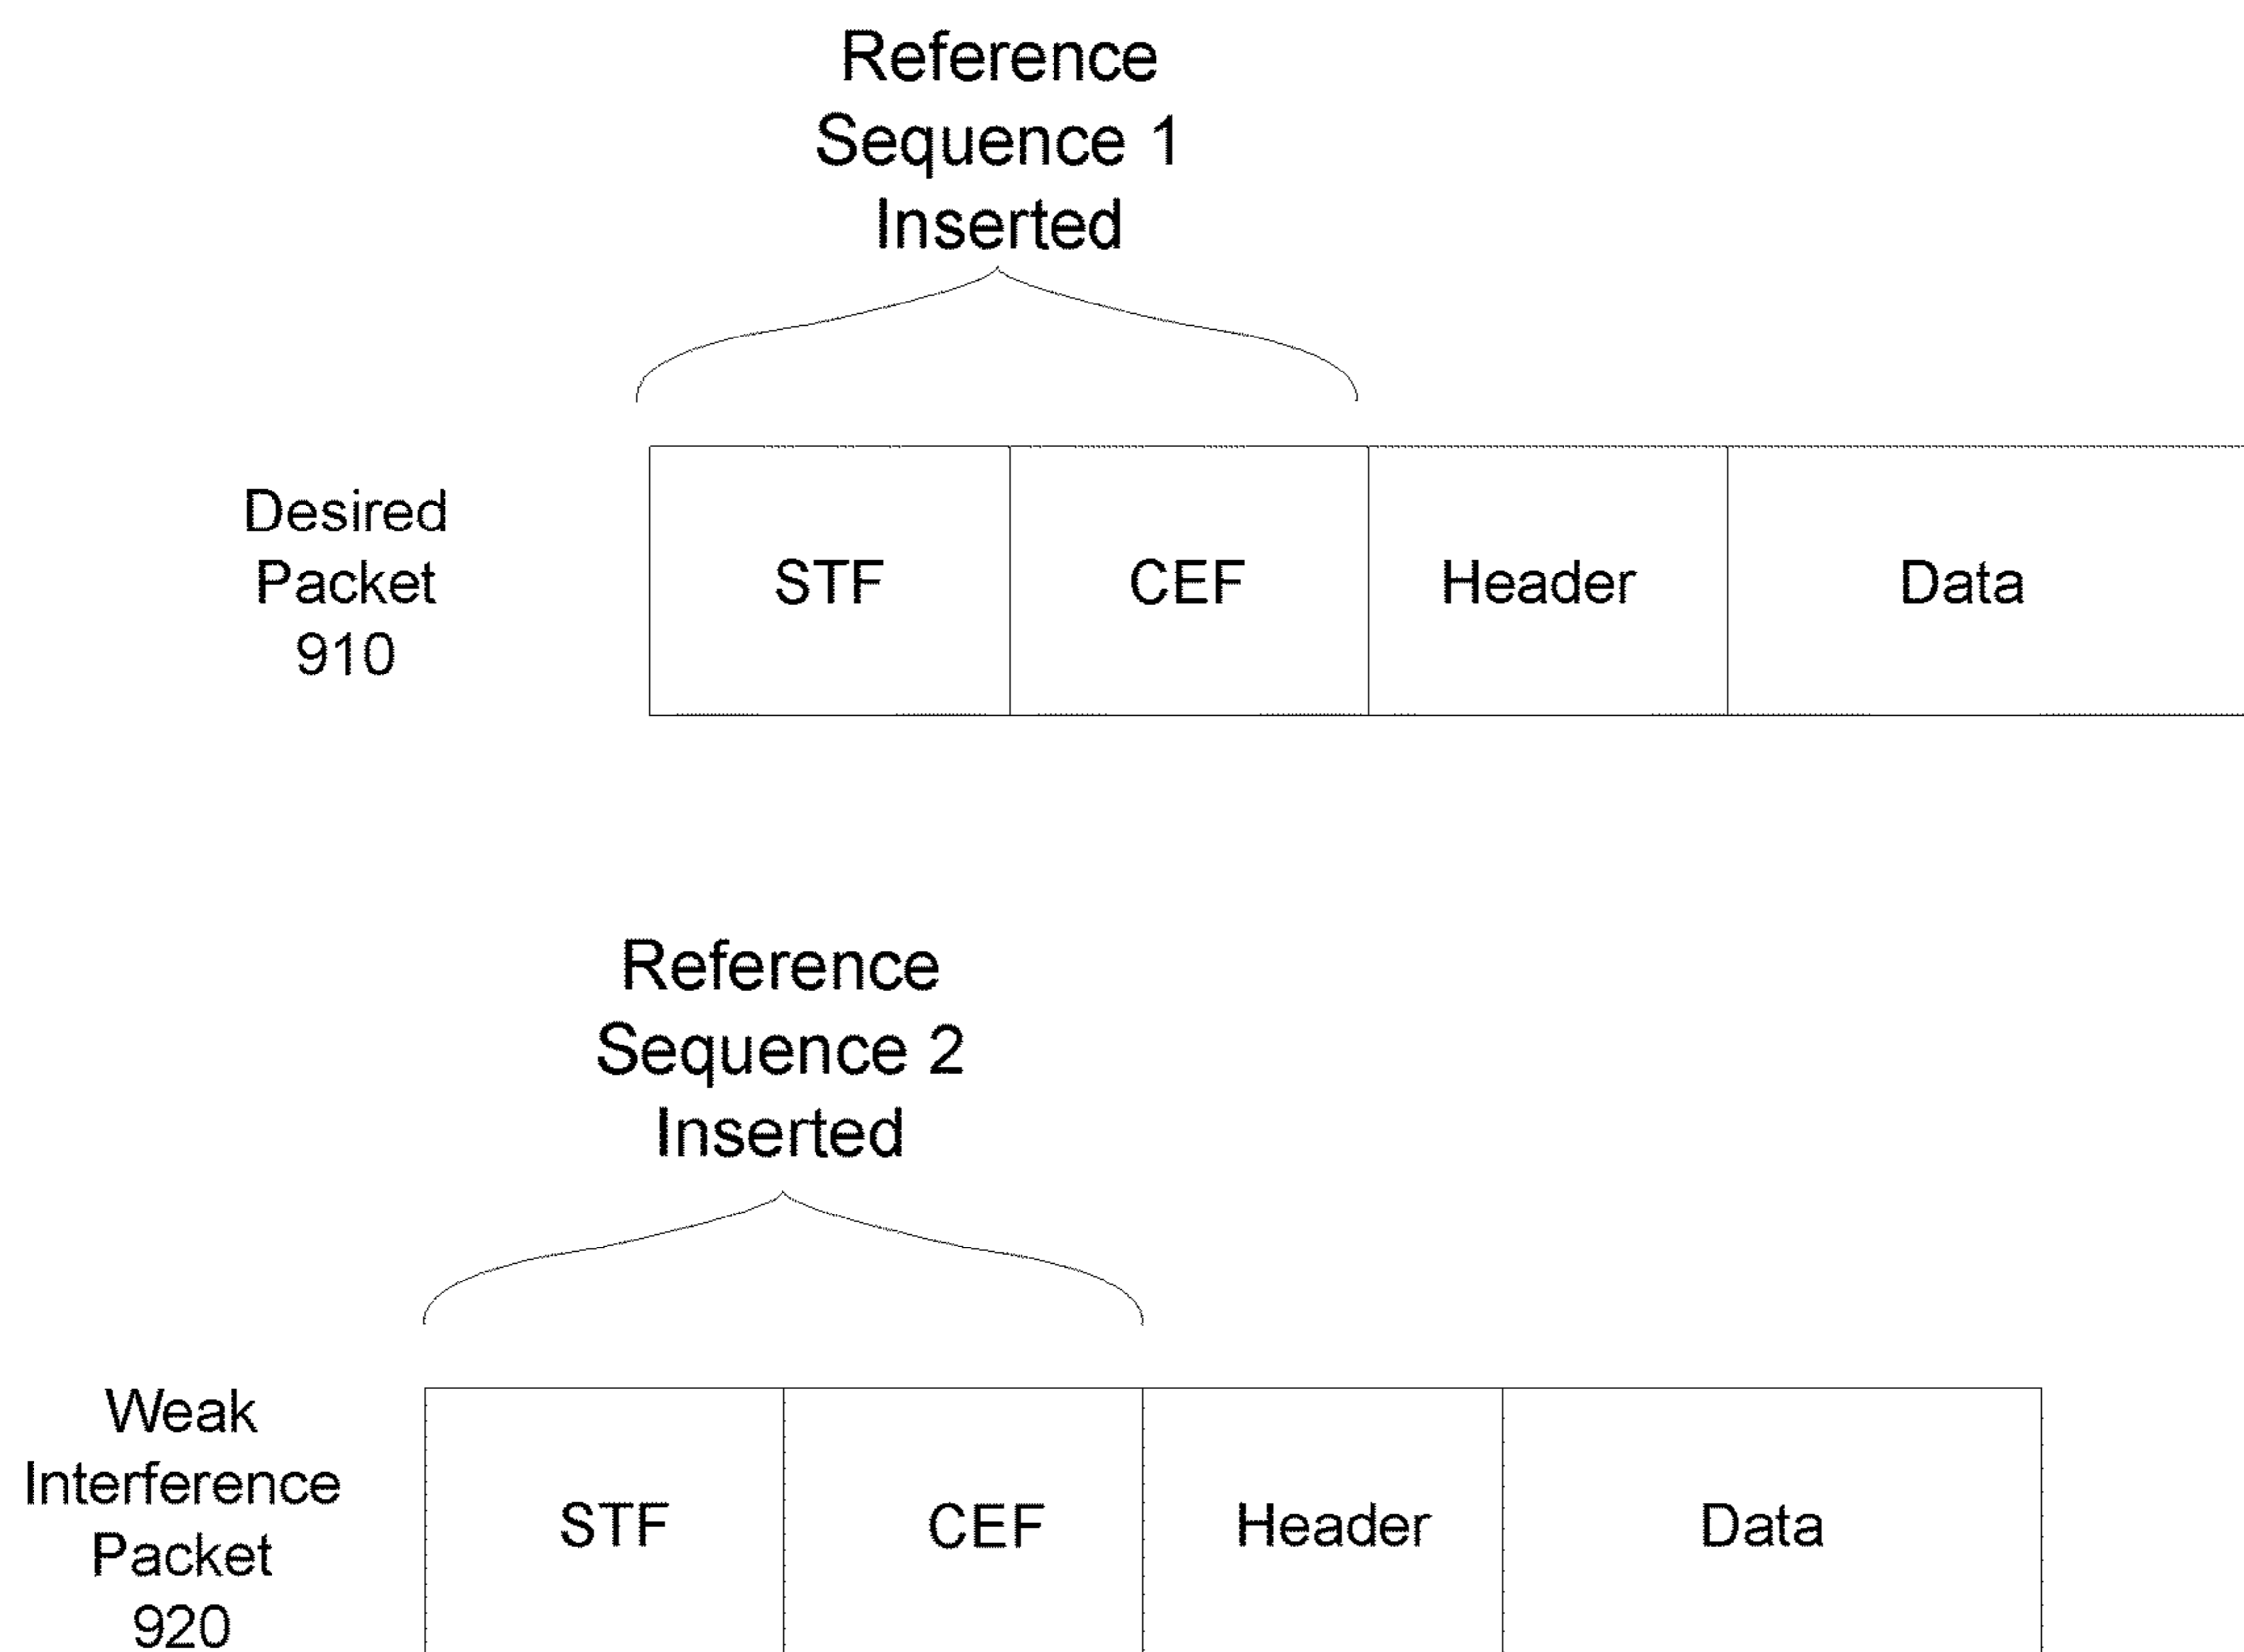 Reference
Sequence 1
Inserted
Desired
Packet
910
STF CEF Header Data
Reference
Sequence 2
Inserted
Weak
Interference
Packet
920
STF CEF Header Data